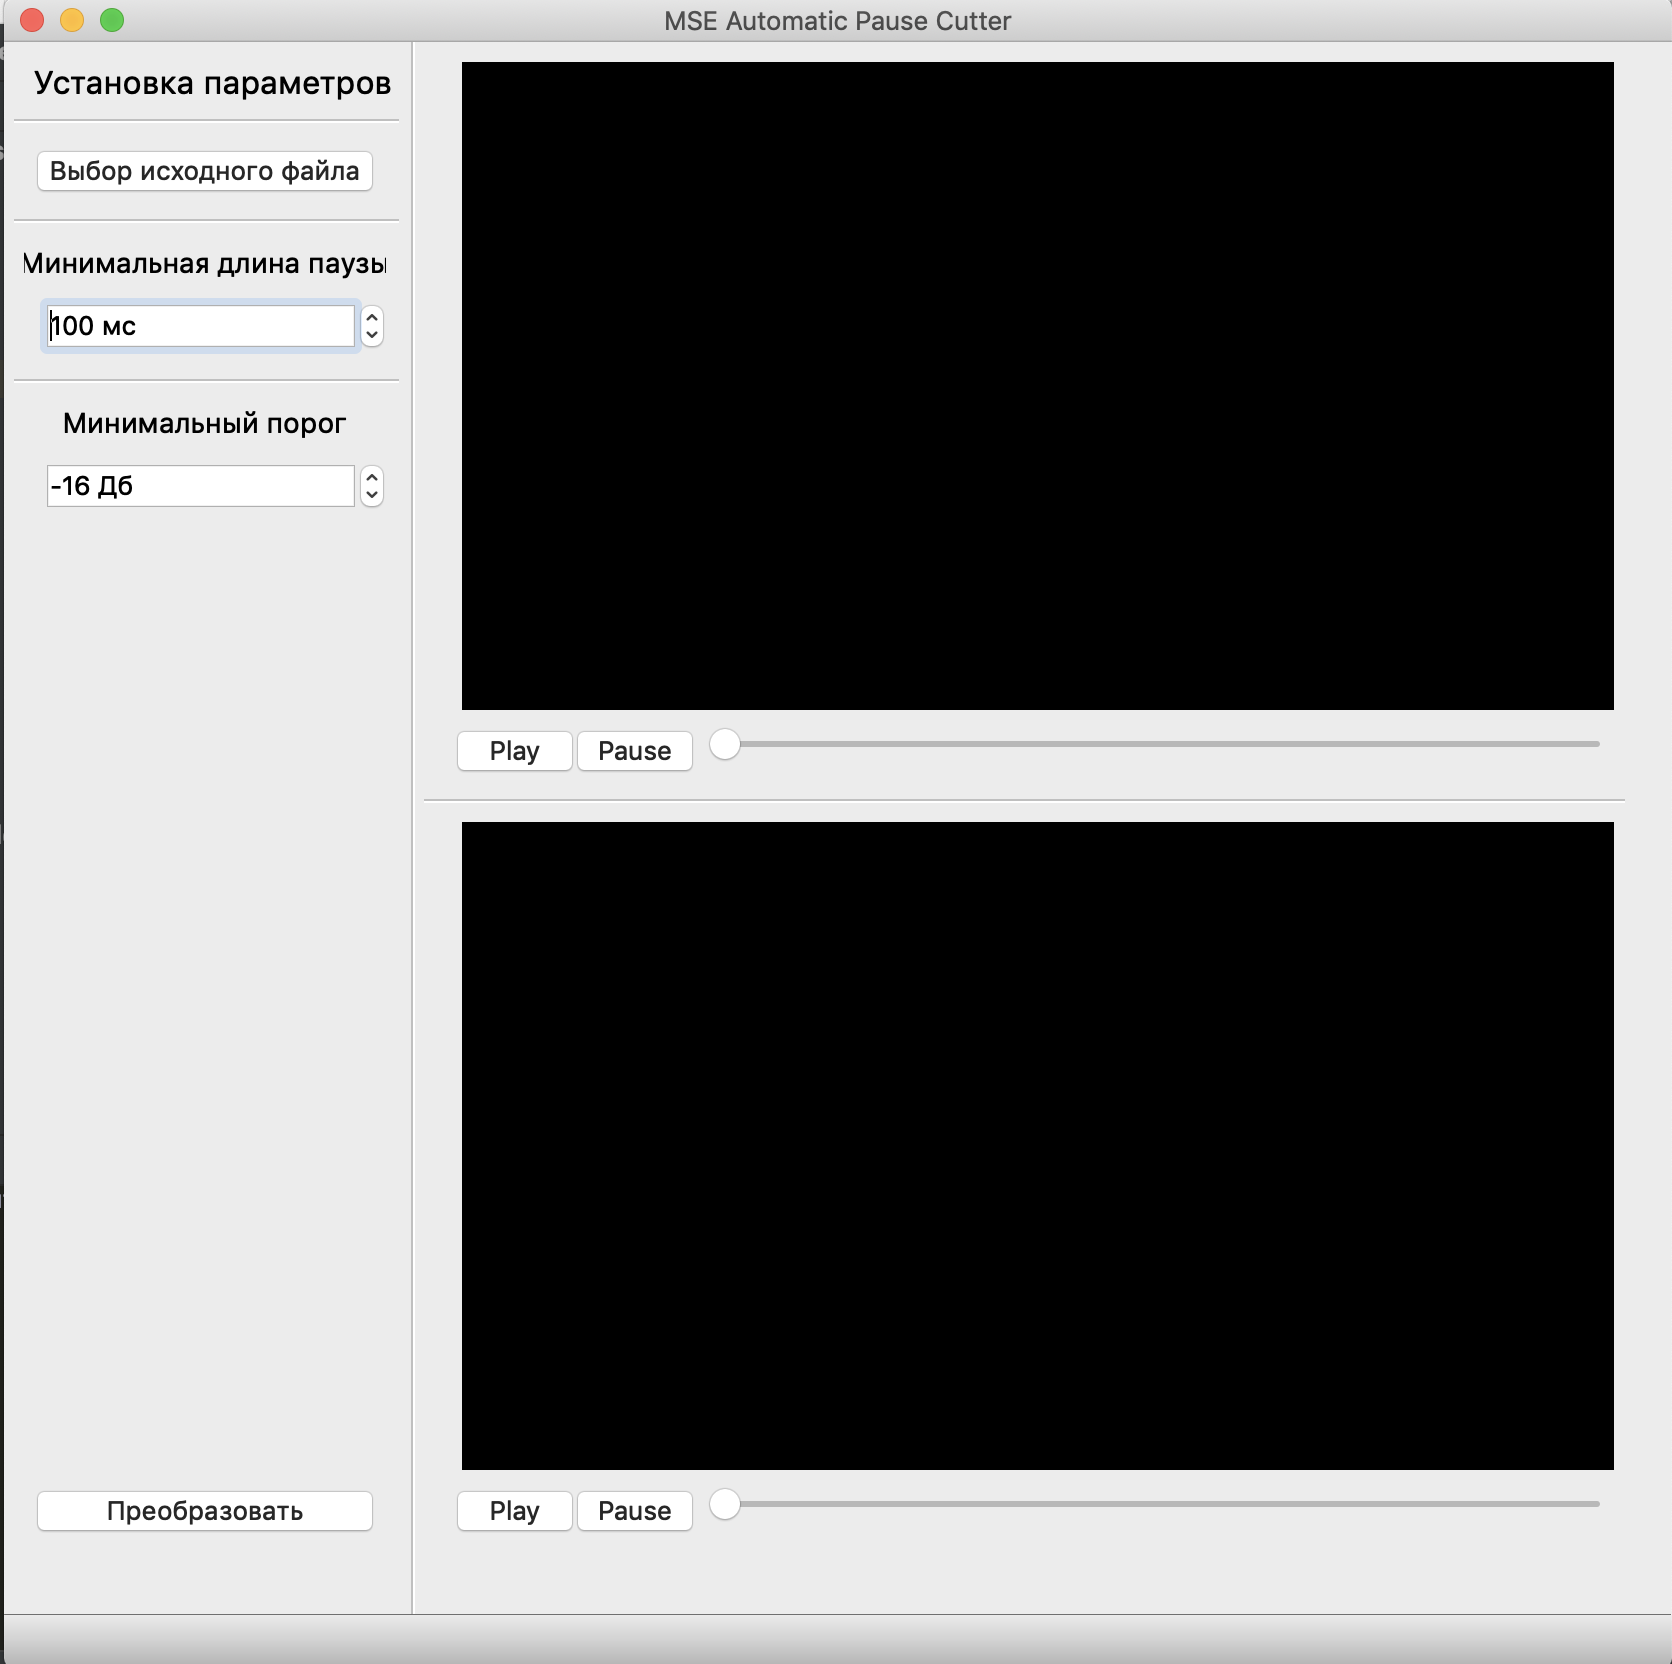 MSE Automatic Pause Cutter
Установка параметров
Выбор исходного файла
Минимальная длина паузы
100 мс
Минимальный порог
-16 Дб
Преобразовать
Play
Pause
Play
Pause